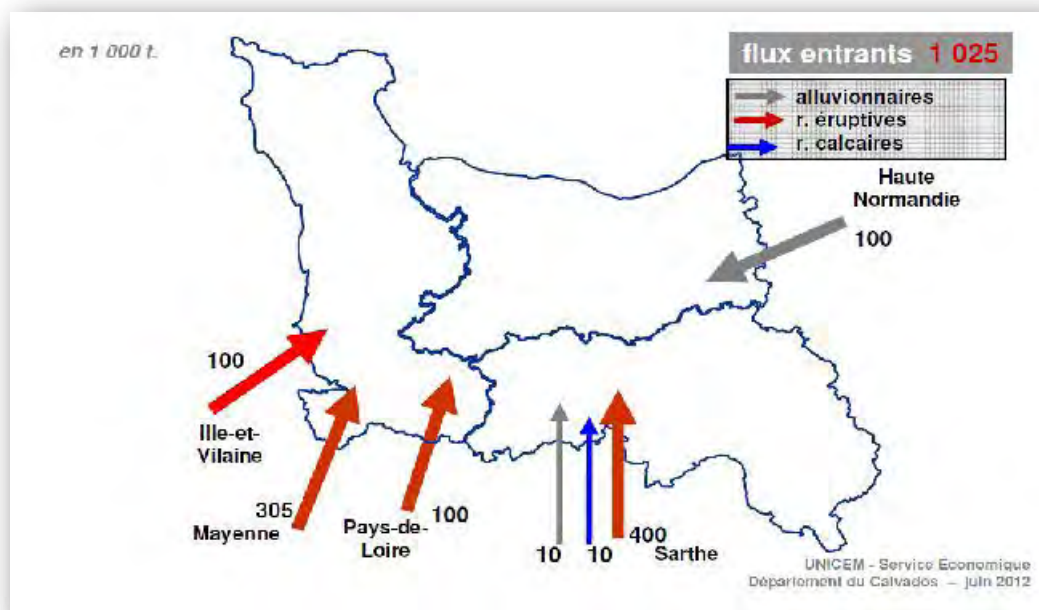 en 1 000 t.
flux entrants 1 025
alluvionnaires
r. éruptives
r. calcaires
Haute
Normandie
100
100
Ille-et-
Vilaine
305
Mayenne
Pays-de-
Loire
100
10
10
400
Sarthe
UNICEM - Service Economique
Département du Calvados – juin 2012